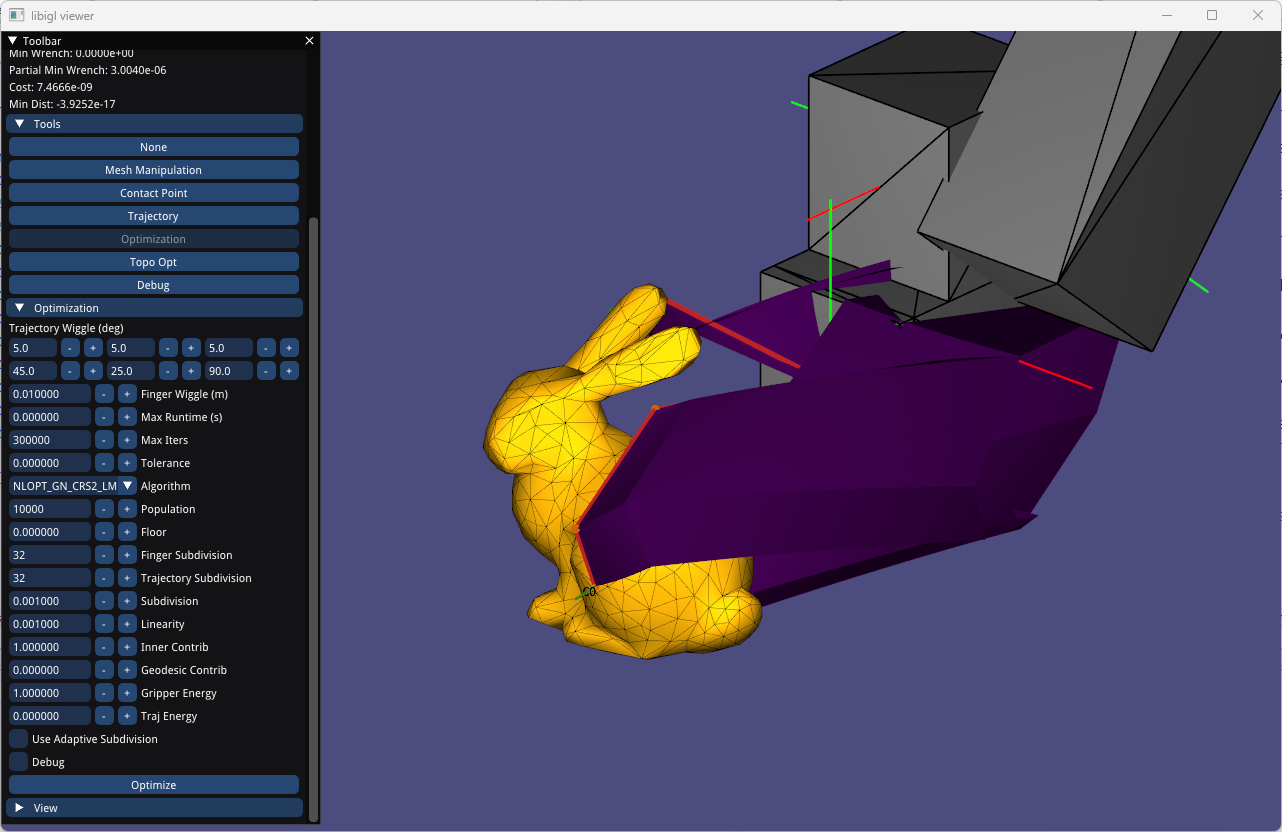 libigl viewer
Toolbar
Min Wrench: 0.0000e+00
Partial Min Wrench: 3.0040e-06
Cost: 7.4666e-09
Min Dist: -3.9252e-17
Tools
None
Mesh Manipulation
Contact Point
Trajectory
Optimization
Topo Opt
Debug
Optimization
Trajectory Wiggle (deg)
5.0 - + 5.0 - + 5.0 - +
45.0 - + 25.0 - + 90.0 - +
0.010000 - + Finger Wiggle (m)
0.000000 - + Max Runtime (s)
300000 - + Max Iters
0.000000 - + Tolerance
NLOPT_GN_CRS2_LM Algorithm
10000 - + Population
0.000000 - + Floor
32 - + Finger Subdivision
32 - + Trajectory Subdivision
0.001000 - + Subdivision
0.001000 - + Linearity
1.000000 - + Inner Contrib
0.000000 - + Geodesic Contrib
1.000000 - + Gripper Energy
0.000000 - + Traj Energy
Use Adaptive Subdivision
Debug
Optimize
View